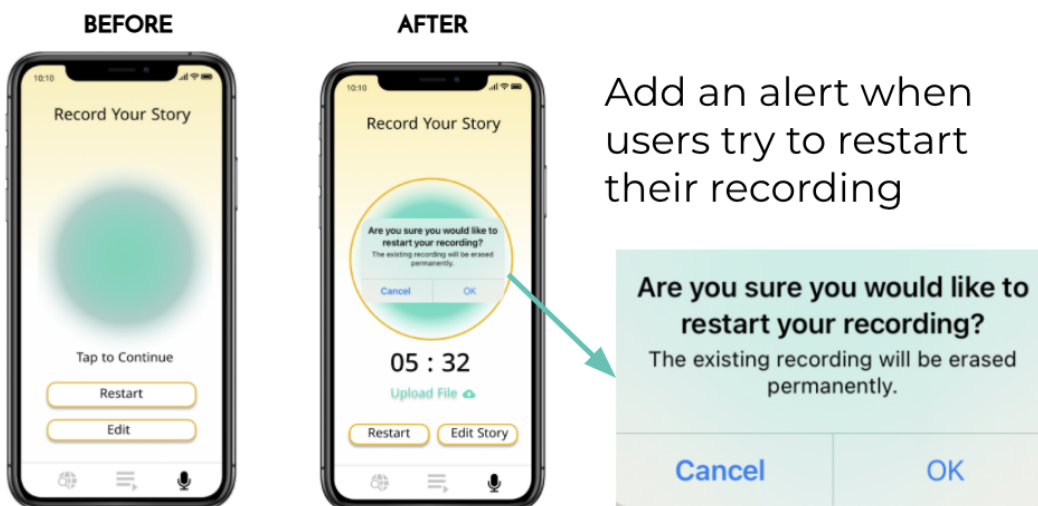 BEFORE
10:10
Record Your Story
Tap to Continue
Restart
Edit
AFTER
10:10
Record Your Story
Are you sure you would like to
restart your recording?
The existing recording will be erased
permanently.
Cancel OK
05 : 32
Upload File
Restart Edit Story
Add an alert when
users try to restart
their recording
Are you sure you would like to
restart your recording?
The existing recording will be erased
permanently.
Cancel OK